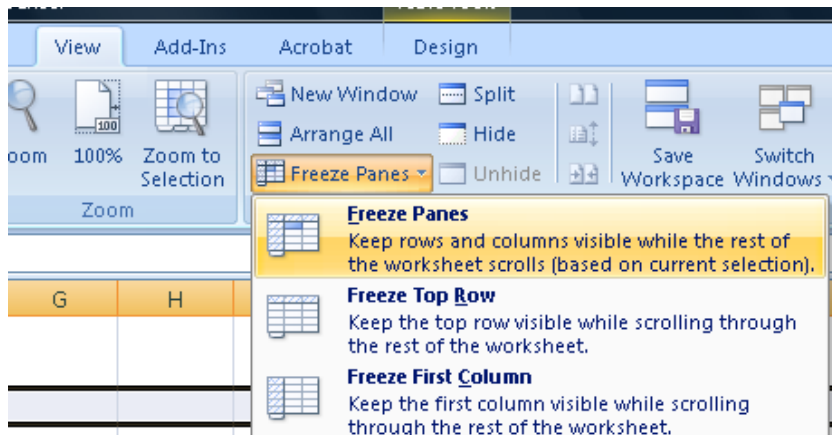 View Add-Ins Acrobat Design
New Window Split
Arrange All Hide
100% Zoom to Selection
Freeze Panes Unhide
Save Workspace
Switch Windows
Zoom
Freeze Panes
Keep rows and columns visible while the rest of
the worksheet scrolls (based on current selection).
G H
Freeze Top Row
Keep the top row visible while scrolling through
the rest of the worksheet.
Freeze First Column
Keep the first column visible while scrolling
through the rest of the worksheet.